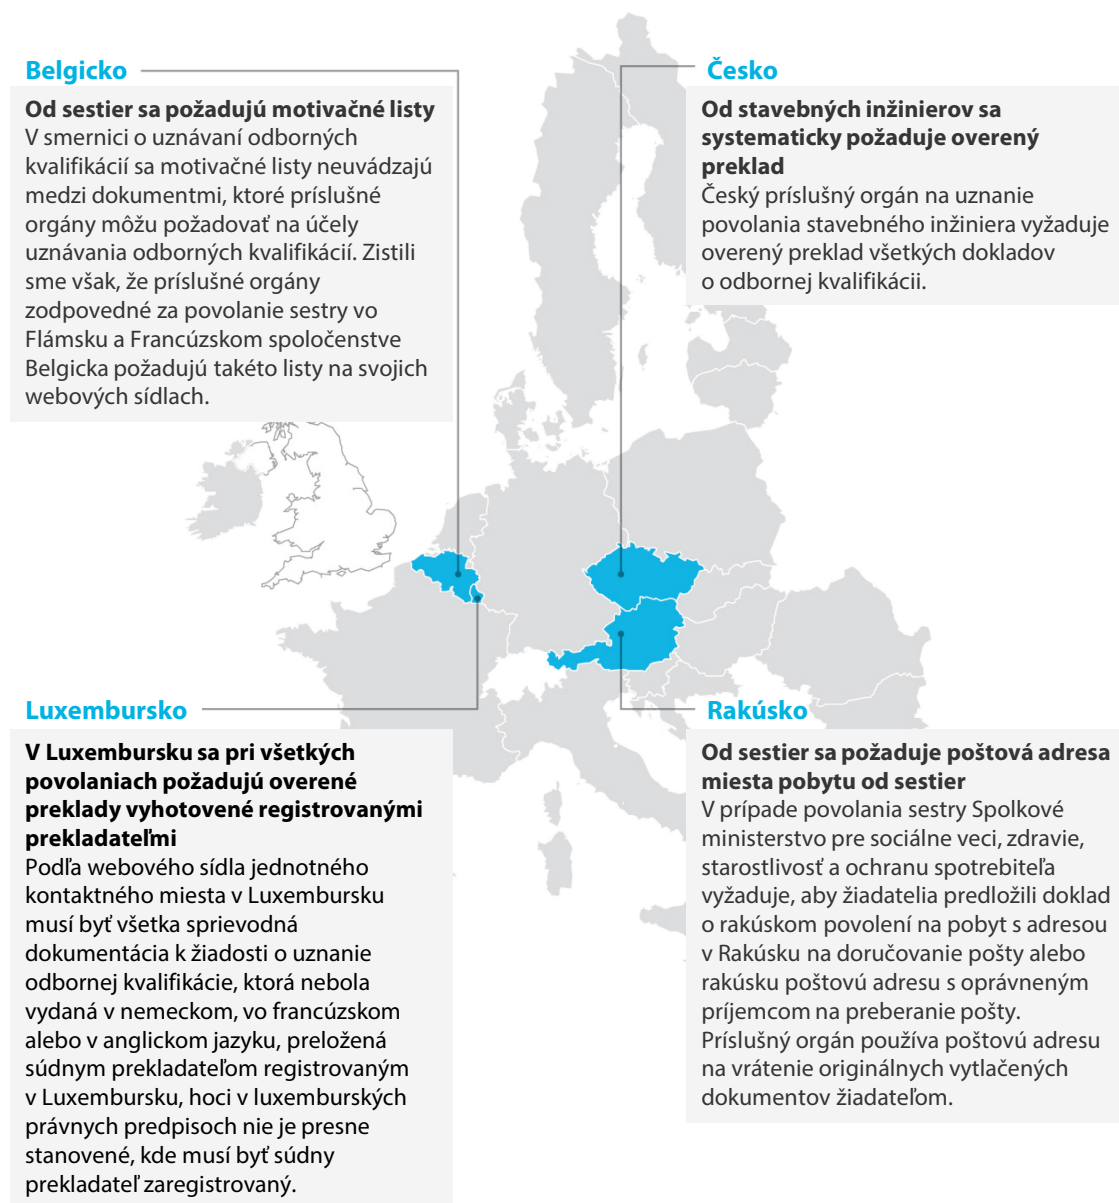 Belgicko
Od sestier sa požadujú motivačné listy
V smernici o uznávaní odborných
kvalifikácií sa motivačné listy neuvádzajú
medzi dokumentmi, ktoré príslušné
orgány môžu požadovať na účely
uznávania odborných kvalifikácií. Zistili
sme však, že príslušné orgány
zodpovedné za povolanie sestry vo
Flámsku a Francúzskom spoločenstve
Belgicka požadujú takéto listy na svojich
webových sídlach.
Česko
Od stavebných inžinierov sa
systematicky požaduje overený
preklad
Český príslušný orgán na uznanie
povolania stavebného inžiniera vyžaduje
overený preklad všetkých dokladov
o odbornej kvalifikácii.
Luxembursko
V Luxembursku sa pri všetkých
povolaniach požadujú overené
preklady vyhotovené registrovanými
prekladateľmi
Podľa webového sídla jednotného
kontaktného miesta v Luxembursku
musí byť všetka sprievodná
dokumentácia k žiadosti o uznanie
odbornej kvalifikácie, ktorá nebola
vydaná v nemeckom, vo francúzskom
alebo v anglickom jazyku, preložená
súdnym prekladateľom registrovaným
v Luxembursku, hoci v luxemburských
právnych predpisoch nie je presne
stanovené, kde musí byť súdny
prekladateľ zaregistrovaný.
Rakúsko
Od sestier sa požaduje poštová adresa
miesta pobytu od sestier
V prípade povolania sestry Spolkové
ministerstvo pre sociálne veci, zdravie,
starostlivosť a ochranu spotrebiteľa
vyžaduje, aby žiadatelia predložili doklad
o rakúskom povolení na pobyt s adresou
v Rakúsku na doručovanie pošty alebo
rakúsku poštovú adresu s oprávneným
príjemcom na preberanie pošty.
Príslušný orgán používa poštovú adresu
na vrátenie originálnych vytlačených
dokumentov žiadateľom.